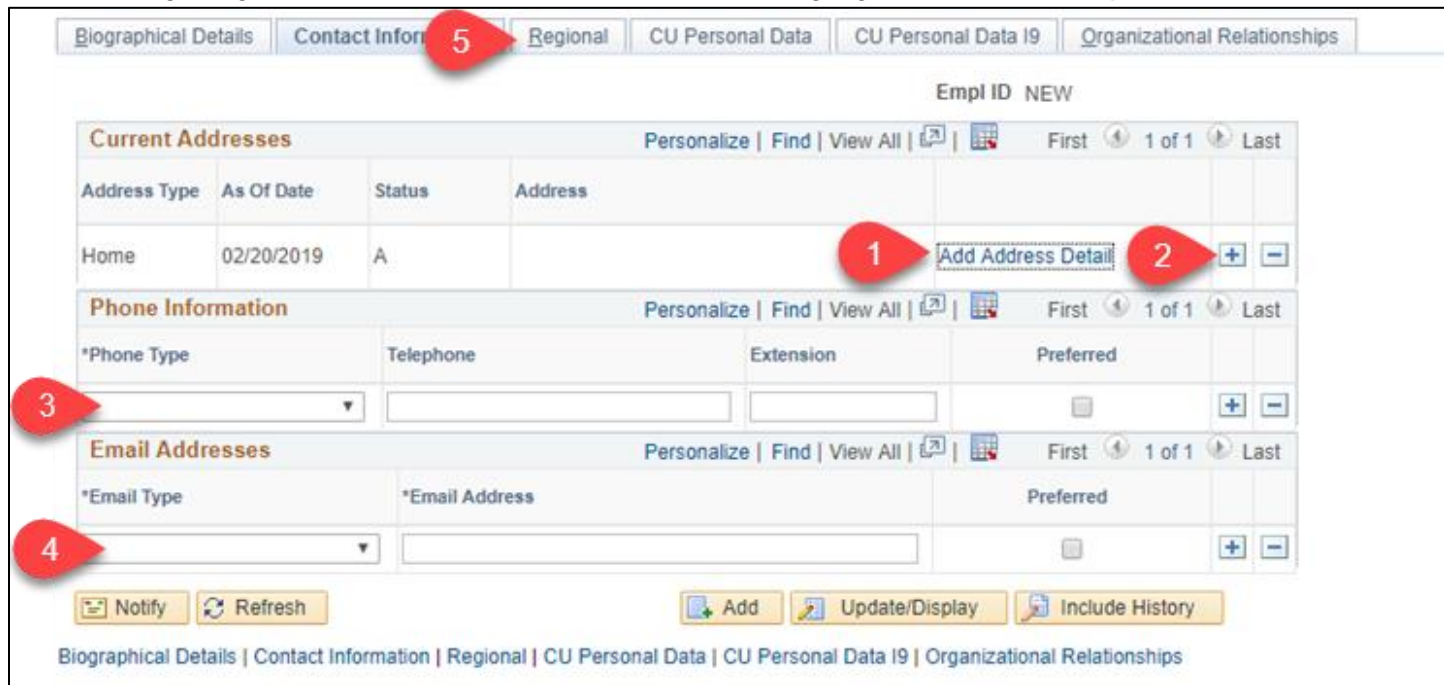 Biographical Details Contact Infor 5 Regional CU Personal Data CU Personal Data I9 Organizational Relationships
Empl ID NEW
Current Addresses Personalize | Find | View All | | First 1 of 1 Last
Address Type As Of Date Status Address
Home 02/20/2019 A 1 Add Address Detail 2
Phone Information Personalize | Find | View All | | First 1 of 1 Last
*Phone Type Telephone Extension Preferred
3
Email Addresses Personalize | Find | View All | | First 1 of 1 Last
*Email Type *Email Address Preferred
4
Notify Refresh Add Update/Display Include History
Biographical Details | Contact Information | Regional | CU Personal Data | CU Personal Data I9 | Organizational Relationships